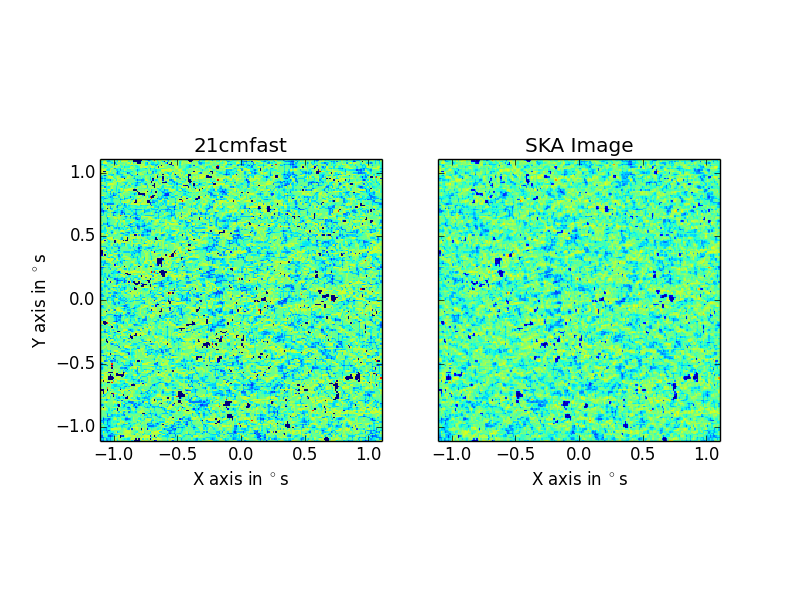 21cmfast
SKA Image
1.0
0.5
0.0
−0.5
−1.0
Y axis in °s
−1.0 −0.5 0.0 0.5 1.0
−1.0 −0.5 0.0 0.5 1.0
X axis in °s
X axis in °s